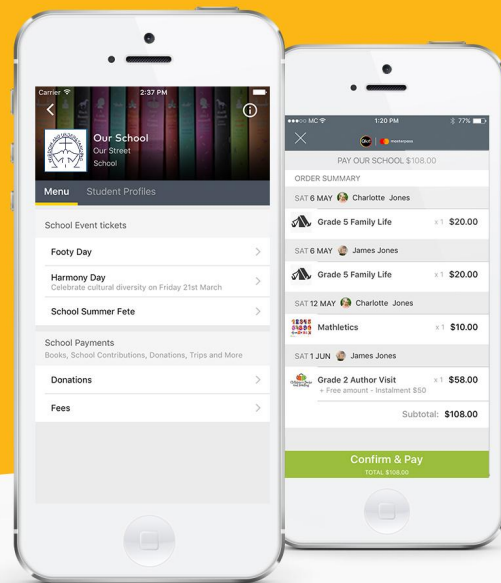 Carrier 2:37 PM
Our School
Our Street
School
Menu Student Profiles
School Event tickets
Footy Day
Harmony Day
Celebrate cultural diversity on Friday 21st March
School Summer Fete
School Payments
Books, School Contributions, Donations, Trips and More
Donations
Fees
MC 1:20 PM 77%
Qkr! masterpass
PAY OUR SCHOOL $108.00
ORDER SUMMARY
SAT 6 MAY Charlotte Jones
Grade 5 Family Life x 1 $20.00
SAT 6 MAY James Jones
Grade 5 Family Life x 1 $20.00
SAT 12 MAY Charlotte Jones
Mathletics x 1 $10.00
SAT 1 JUN James Jones
Grade 2 Author Visit x 1 $58.00
+ Free amount - Instalment $50
Subtotal: $108.00
Confirm & Pay
TOTAL $108.00